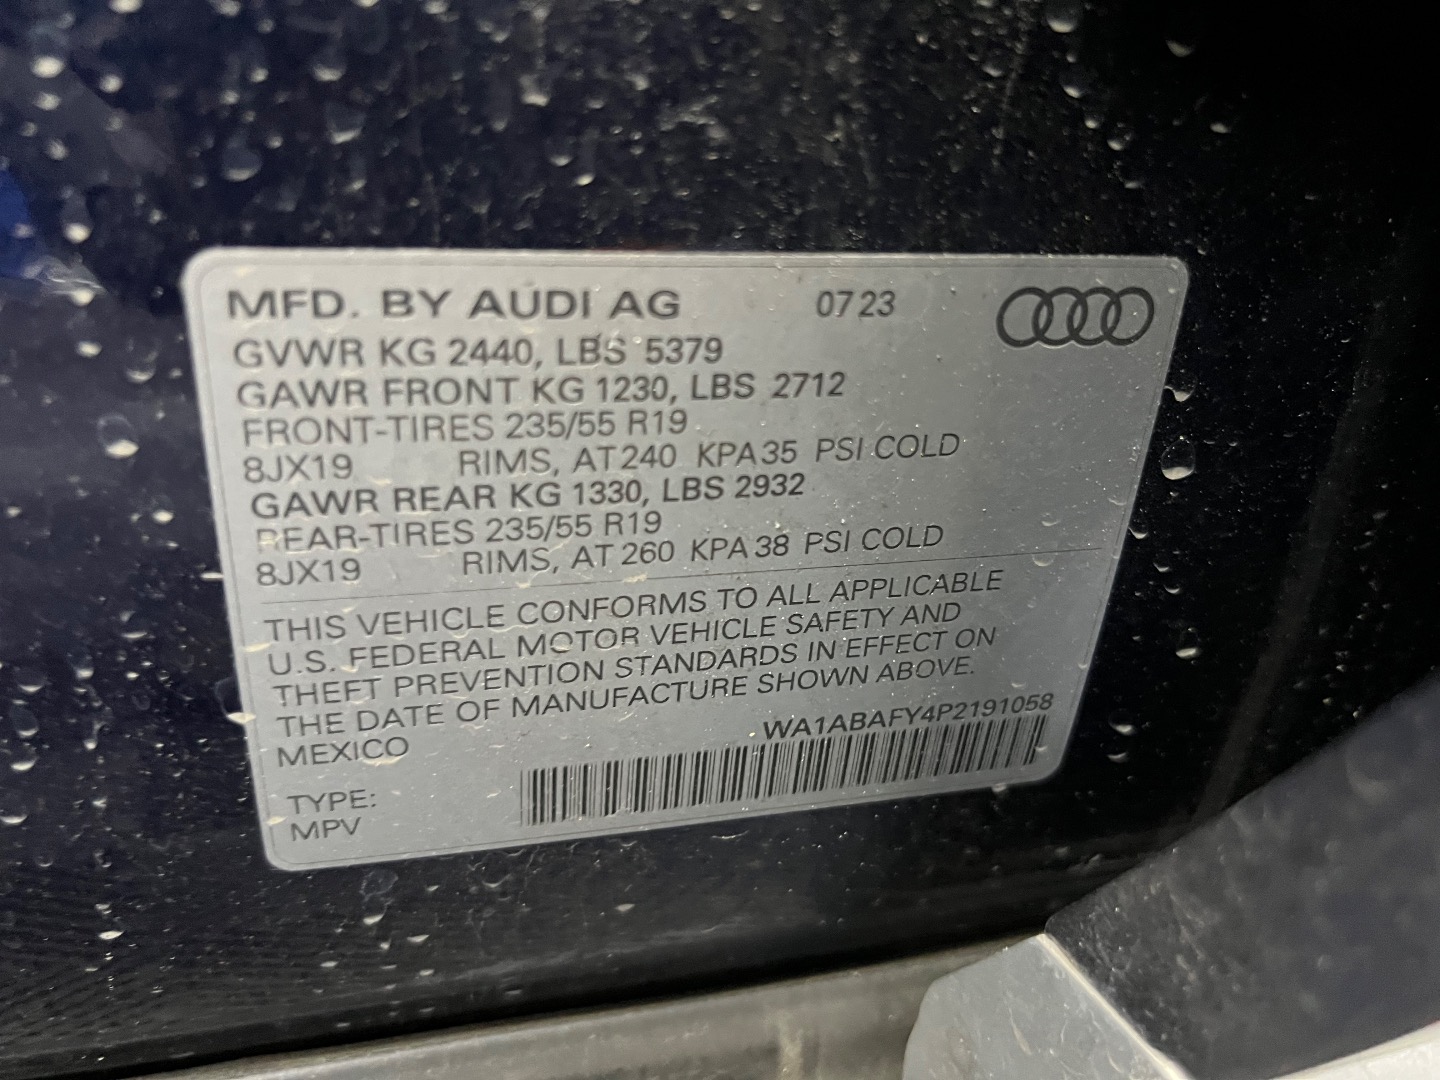 MFD. BY AUDI AG 07 23
GVWR KG 2440, LBS 5379
GAWR FRONT KG 1230, LBS 2712
FRONT-TIRES 235/55 R19
8JX19 RIMS, AT 240 KPA 35 PSI COLD
GAWR REAR KG 1330, LBS 2932
REAR-TIRES 235/55 R19
8JX19 RIMS, AT 260 KPA 38 PSI COLD
THIS VEHICLE CONFORMS TO ALL APPLICABLE
U.S. FEDERAL MOTOR VEHICLE SAFETY AND
THEFT PREVENTION STANDARDS IN EFFECT ON
THE DATE OF MANUFACTURE SHOWN ABOVE.
MEXICO WA1ABAFY4P2191058
TYPE:
MPV